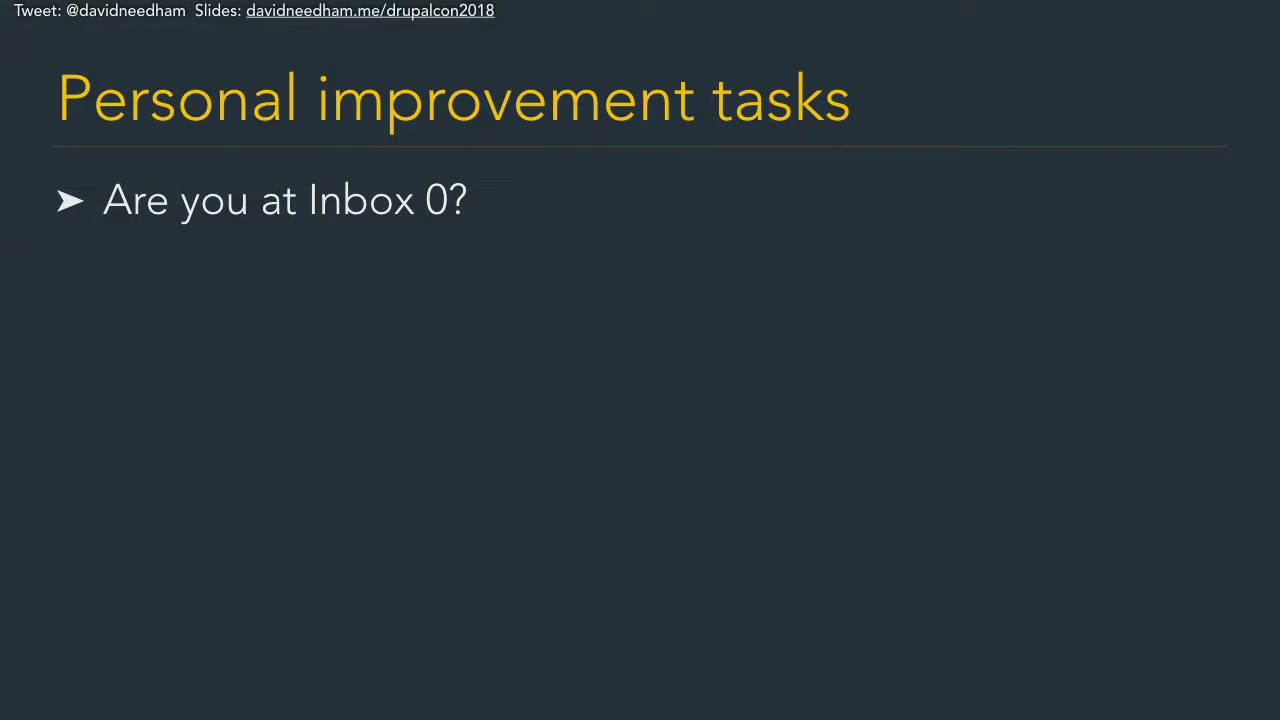 Tweet: @davidneedham Slides: davidneedham.me/drupalcon2018
Personal improvement tasks
➤ Are you at Inbox 0?